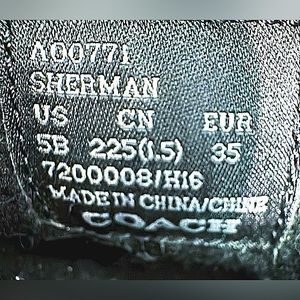 A00771
SHERMAN
US CN EUR
5B 225(1.5) 35
7200008/H16
MADE IN CHINA/CHINE
COACH